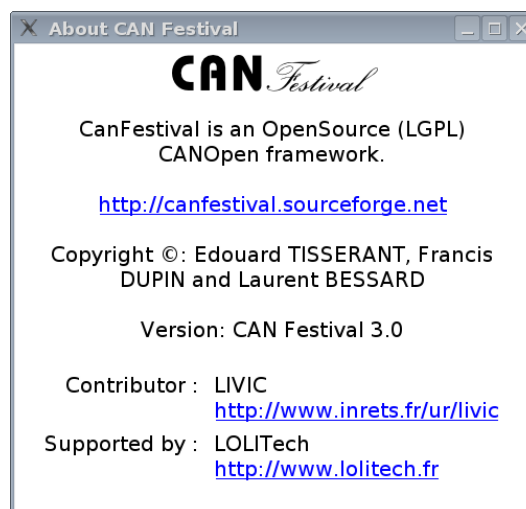 About CAN Festival
CAN Festival
CanFestival is an OpenSource (LGPL)
CANOpen framework.
http://canfestival.sourceforge.net
Copyright ©: Edouard TISSERANT, Francis
DUPIN and Laurent BESSARD
Version: CAN Festival 3.0
Contributor : LIVIC
http://www.inrets.fr/ur/livic
Supported by : LOLITech
http://www.lolitech.fr